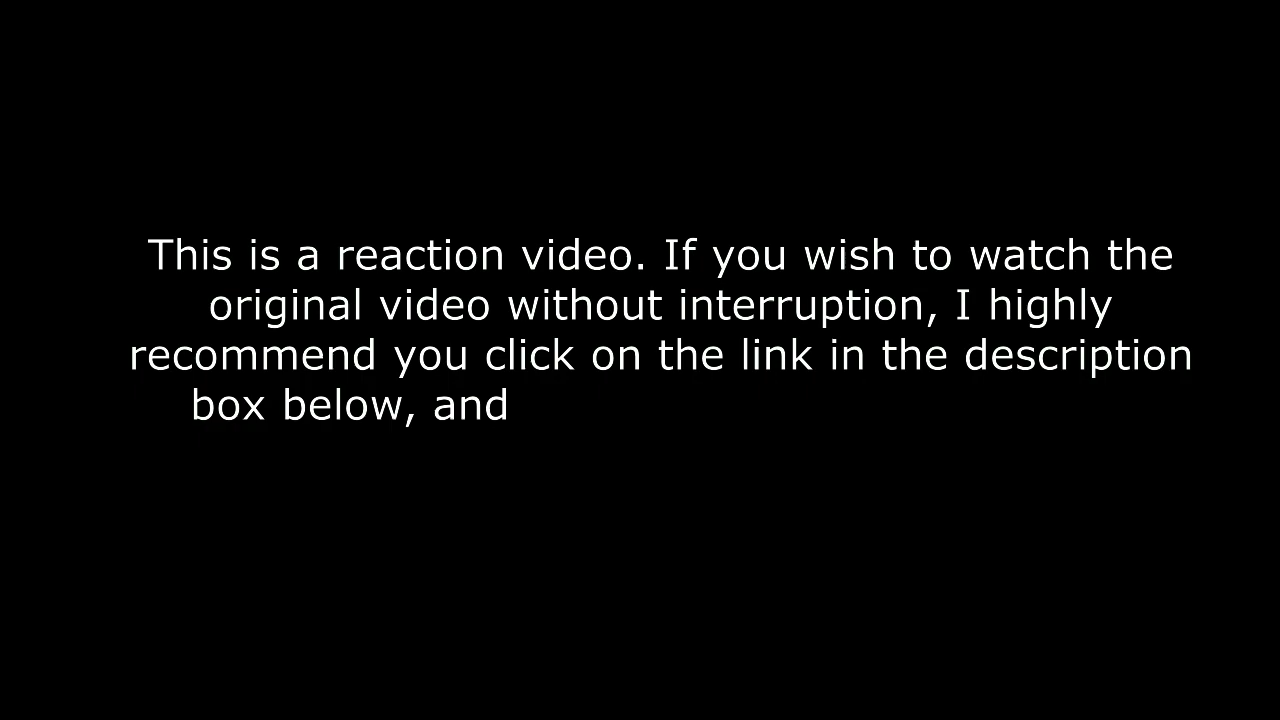 This is a reaction video. If you wish to watch the
original video without interruption, I highly
recommend you click on the link in the description
box below, and